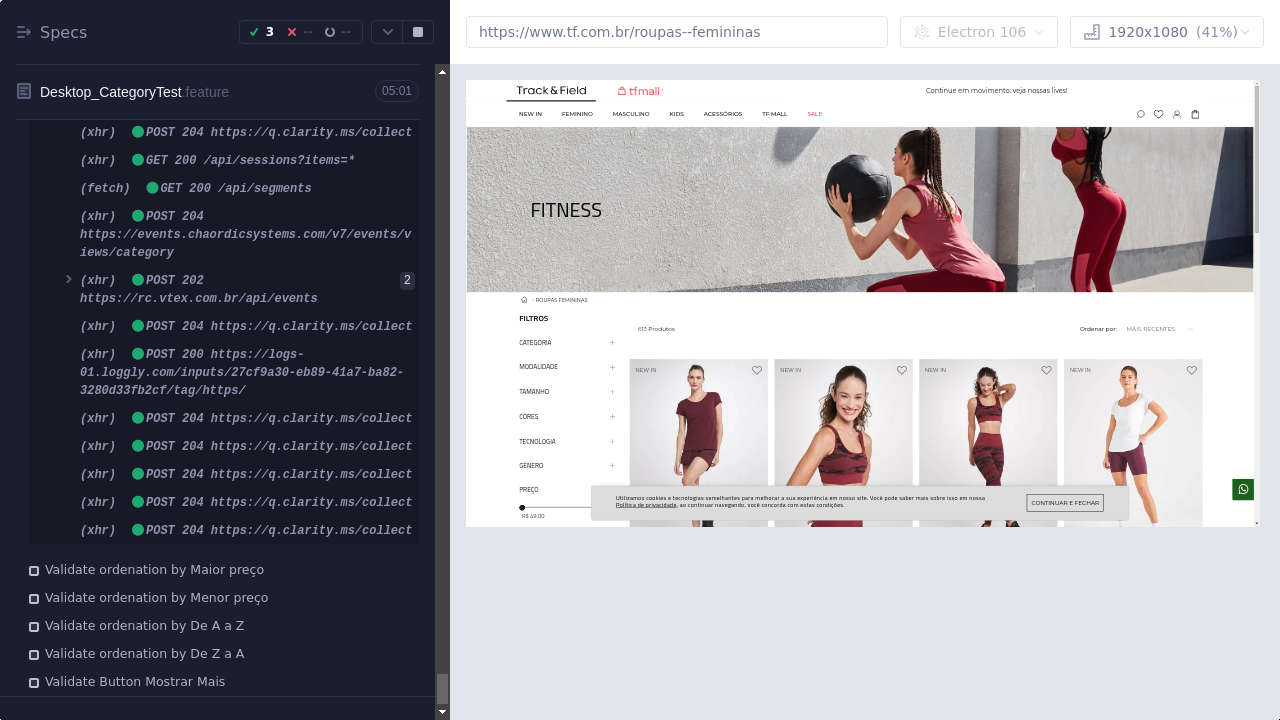 Specs
3
--
--
Desktop_CategoryTest.feature
05:01
(xhr) POST 204 https://q.clarity.ms/collect
(xhr) GET 200 /api/sessions?items=*
(fetch) GET 200 /api/segments
(xhr) POST 204
https://events.chaordicsystems.com/v7/events/v
iews/category
(xhr) POST 202
2
https://rc.vtex.com.br/api/events
(xhr) POST 204 https://q.clarity.ms/collect
(xhr) POST 200 https://logs-
01.loggly.com/inputs/27cf9a30-eb89-41a7-ba82-
3280d33fb2cf/tag/https/
(xhr) POST 204 https://q.clarity.ms/collect
(xhr) POST 204 https://q.clarity.ms/collect
(xhr) POST 204 https://q.clarity.ms/collect
(xhr) POST 204 https://q.clarity.ms/collect
(xhr) POST 204 https://q.clarity.ms/collect
Validate ordenation by Maior preço
Validate ordenation by Menor preço
Validate ordenation by De A a Z
Validate ordenation by De Z a A
Validate Button Mostrar Mais
https://www.tf.com.br/roupas--femininas
Electron 106
1920x1080 (41%)
Track&Field
tfmall
Continue em movimento: veja nossas lives!
NEW IN FEMININO MASCULINO KIDS ACESSÓRIOS TF MALL SALE
FITNESS
ROUPAS FEMININAS
FILTROS
613 Produtos
Ordenar por: MAIS RECENTES
CATEGORIA +
MODALIDADE +
TAMANHO +
CORES +
TECNOLOGIA +
GENERO +
PREÇO
R$ 49,00
NEW IN
NEW IN
NEW IN
NEW IN
Utilizamos cookies e tecnologias semelhantes para melhorar a sua experiência em nosso site. Você pode saber mais sobre isso em nossa
Política de privacidade, ao continuar navegando, você concorda com estas condições.
CONTINUAR E FECHAR